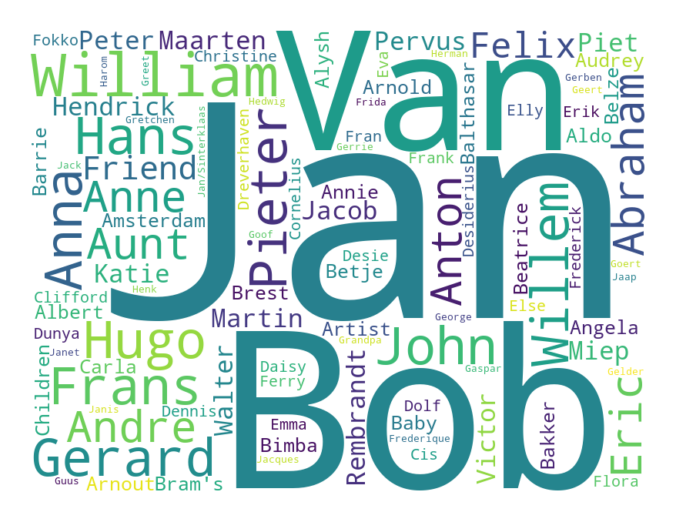 Fokko
Peter
Maarten
Christine
Harom
Greet
Alysh
Van
Eva
Pervus
Herman
Felix
Piet
Audrey
William
Arnold
Hedwig
Frida
Balthasar
Gerben
Geert
Belze
Hendrick
Gretchen
Jan/Sinterklaas
Dreverhaven
Elly
Erik
Abraham
Barrie
Hans
Fran
Gerrie
Frank
Aldo
Jack
Friend
Anna
Anne
Pieter
Cornelius
Annie
Jacob
Desiderius
Jan
Anton
Beatrice
Willem
Frederick
Amsterdam
Aunt
Goof
Katie
Desie
Betje
Goert
Jaap
Henk
Brest
Clifford
Albert
Else
Martin
George
Dunya
Hugo
Artist
Grandpa
John
Angela
Janet
Miep
Children
Carla
Walter
Daisy
Ferry
Bob
Rembrandt
Gaspar
Gelder
Frans
Eric
Janis
Dennis
Andre
Emma
Dolf
Baby
Victor
Bakker
Bimba
Frederique
Gerard
Jacques
Cis
Guus
Arnout
Bram's
Flora